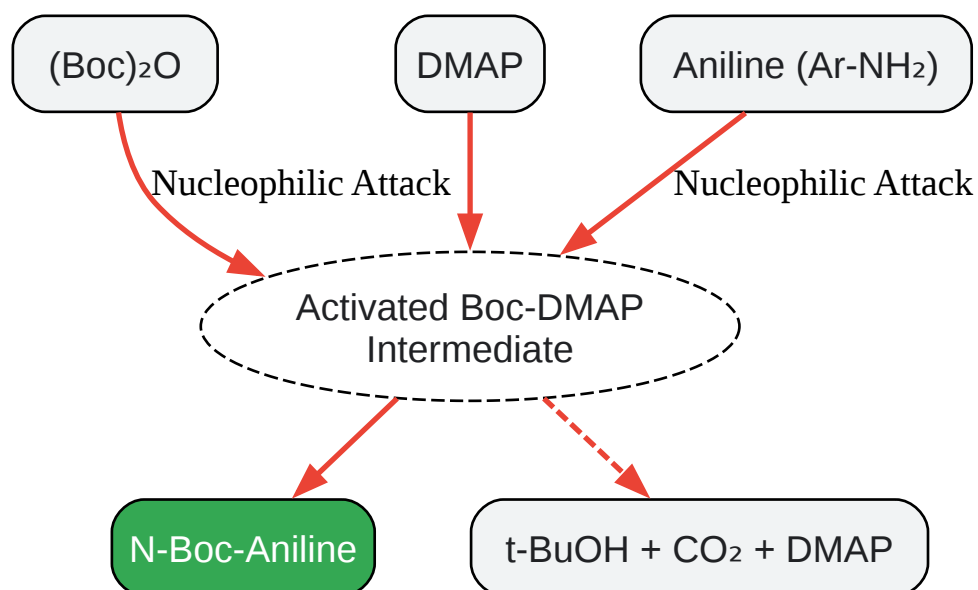 (Boc)₂O
DMAP
Aniline (Ar-NH₂)
Nucleophilic Attack
Nucleophilic Attack
Activated Boc-DMAP
Intermediate
N-Boc-Aniline
t-BuOH + CO₂ + DMAP